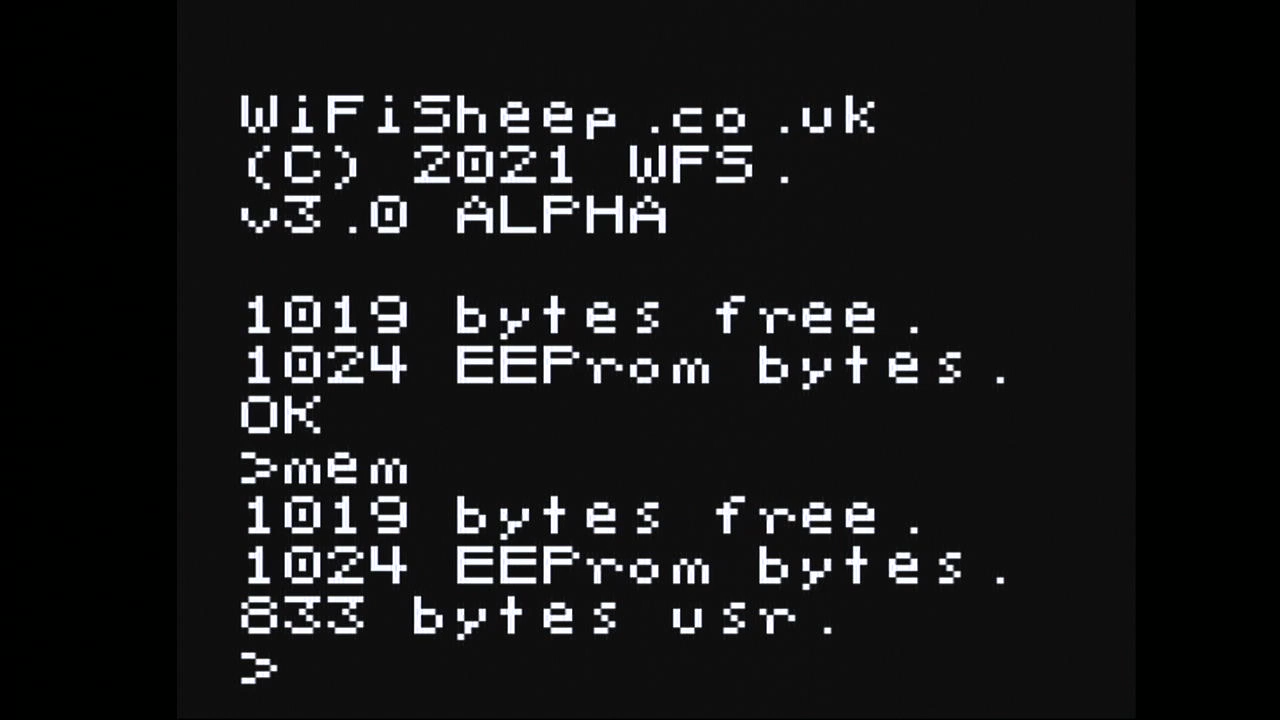 WiFiSheep.co.uk
(C) 2021 WFS.
v3.0 ALPHA
1019 bytes free.
1024 EEProm bytes.
OK
>mem
1019 bytes free.
1024 EEProm bytes.
833 bytes usr.
>